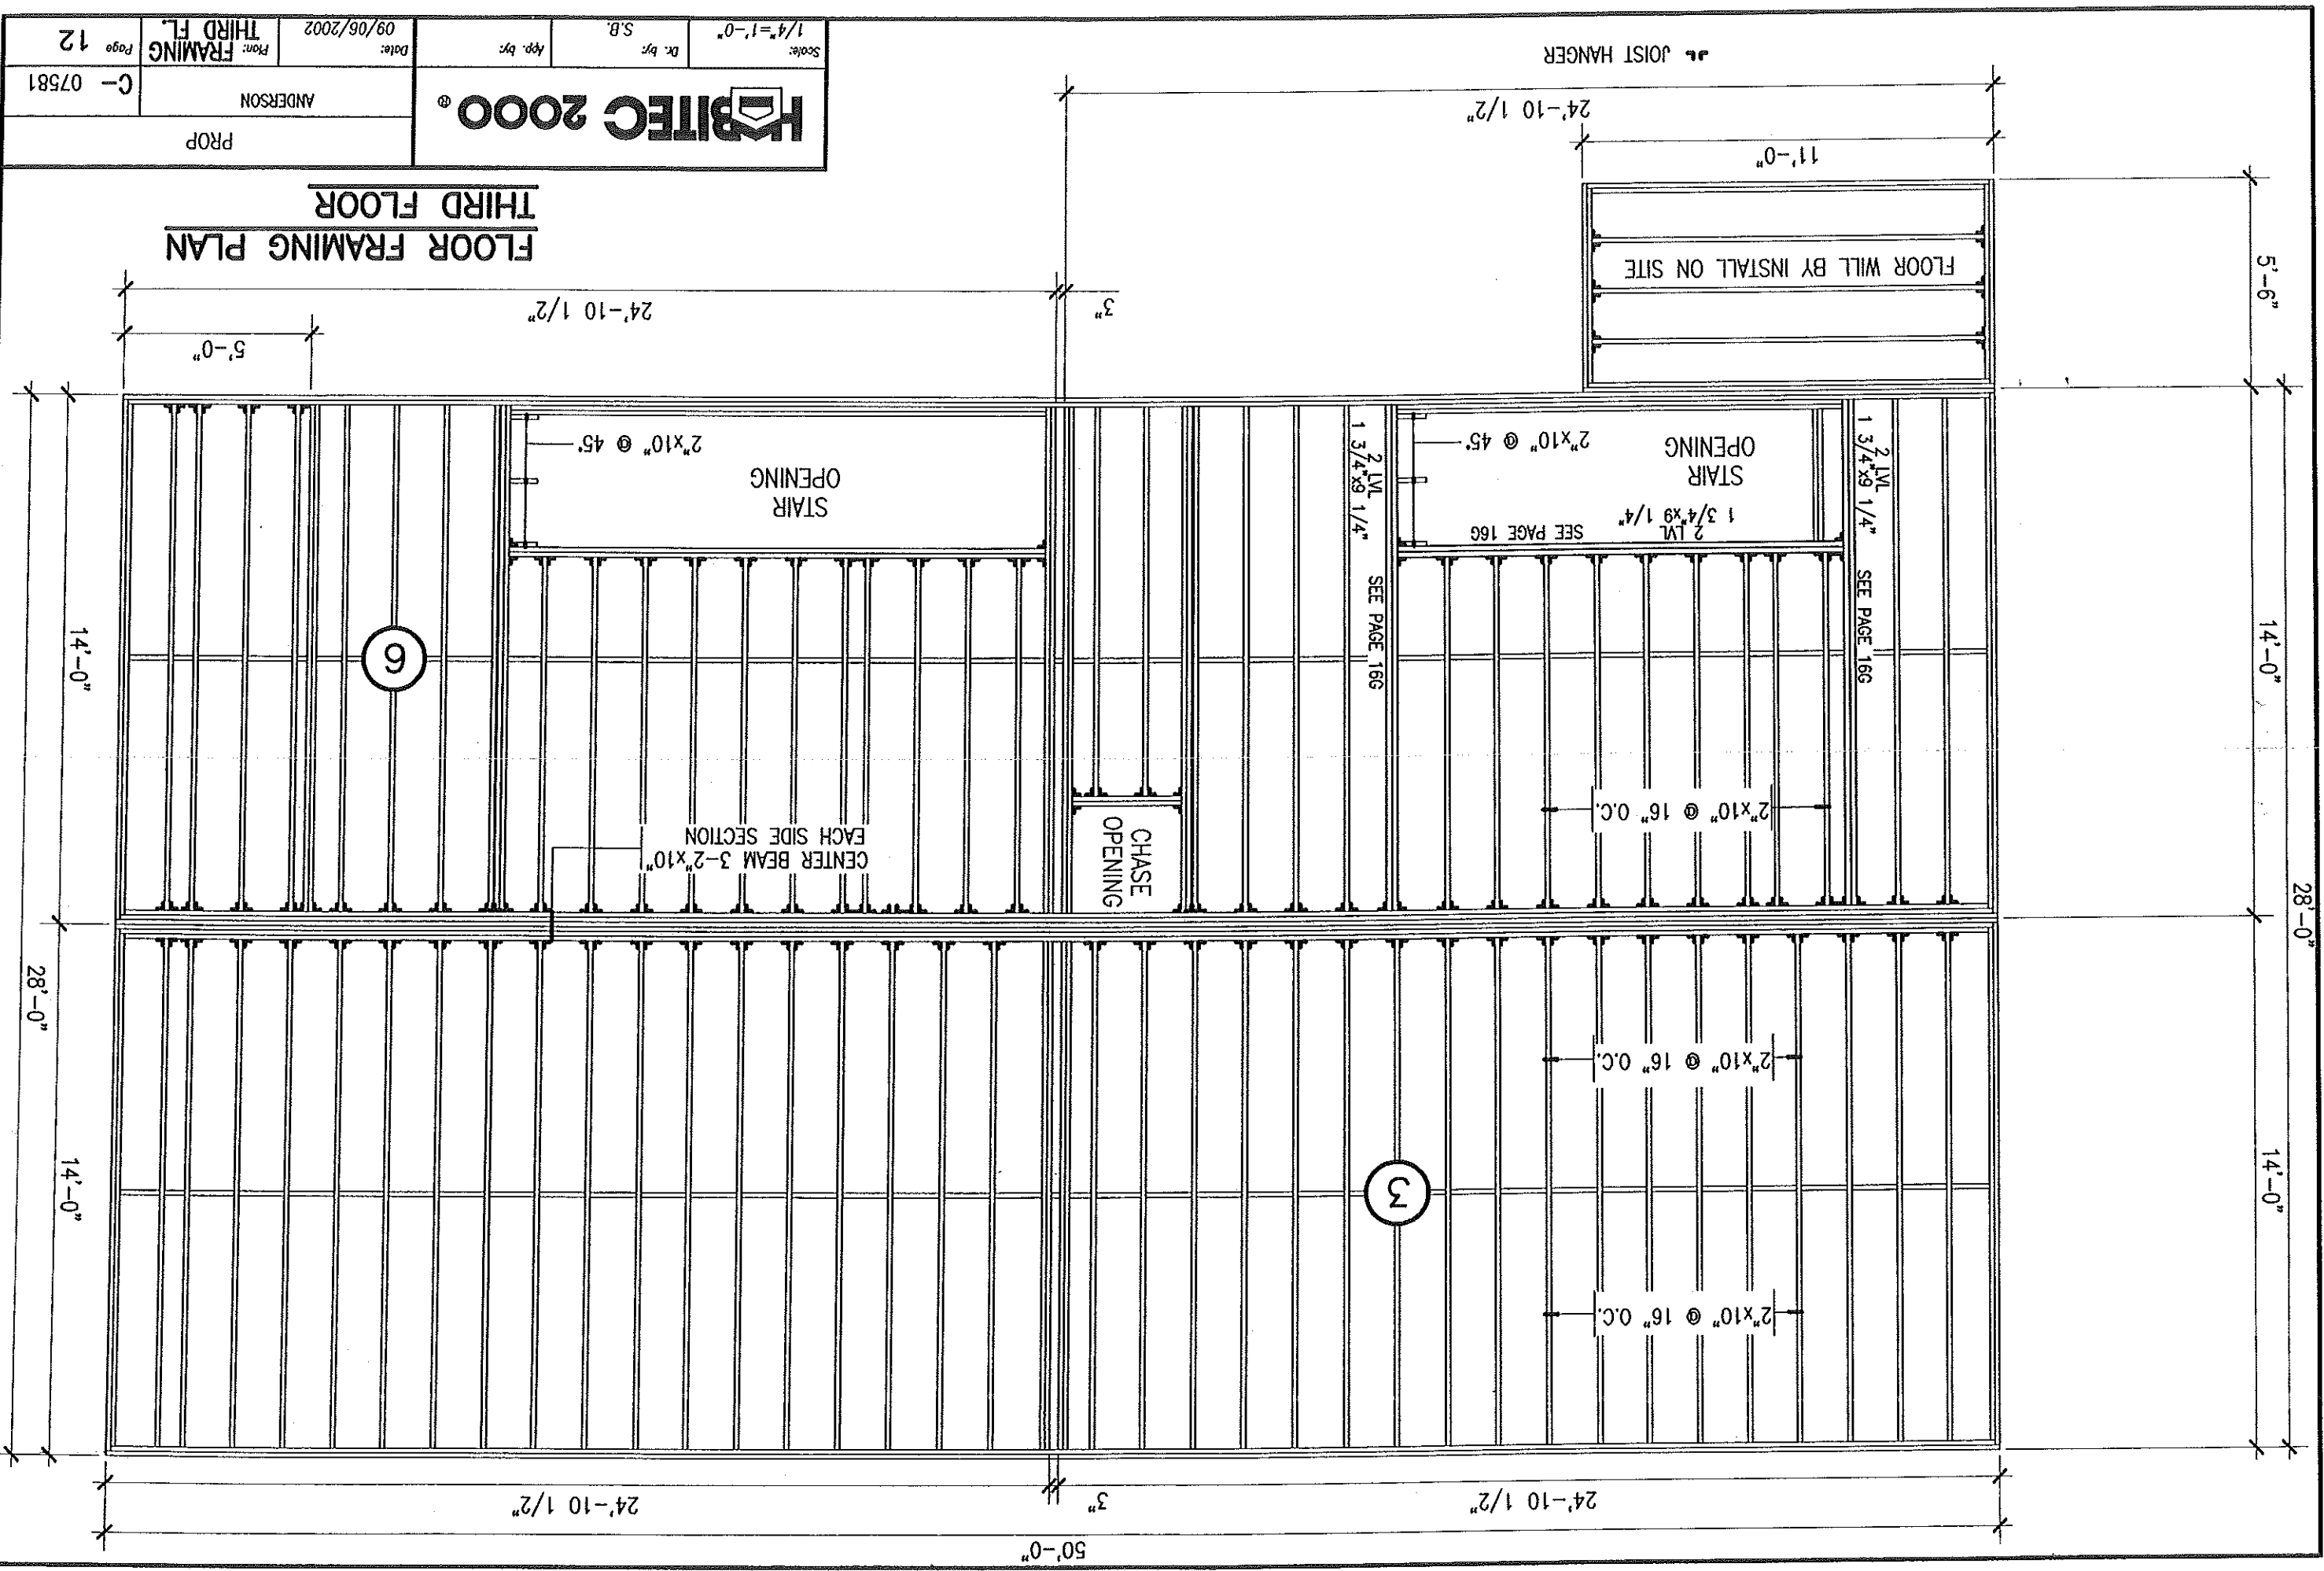 50'-0"
24'-10 1/2"
3"
24'-10 1/2"
14'-0"
2"x10" @ 16" O.C.
3
14'-0"
2"x10" @ 16" O.C.
28'-0"
28'-0"
CHASE
OPENING
CENTER BEAM 3-2"x10"
EACH SIDE SECTION
2"x10" @ 16" O.C.
14'-0"
SEE PAGE 16G
SEE PAGE 16G
6
14'-0"
2 LVL
1 3/4"x9 1/4"
SEE PAGE 16G
STAIR
OPENING
2"x10" @ 45°
2 LVL
1 3/4"x9 1/4"
2 LVL
1 3/4"x9 1/4"
STAIR
OPENING
2"x10" @ 45°
5'-0"
3"
24'-10 1/2"
5'-6"
FLOOR WILL BY INSTALL ON SITE
FLOOR FRAMING PLAN
THIRD FLOOR
11'-0"
24'-10 1/2"
JOIST HANGER
HABITEC 2000®
PROP
ANDERSON
C- 07581
Scale:
1/4"=1'-0"
Dr. by:
S.B.
App. by:
Date:
09/06/2002
Plan: FRAMING
THIRD FL.
Page 12